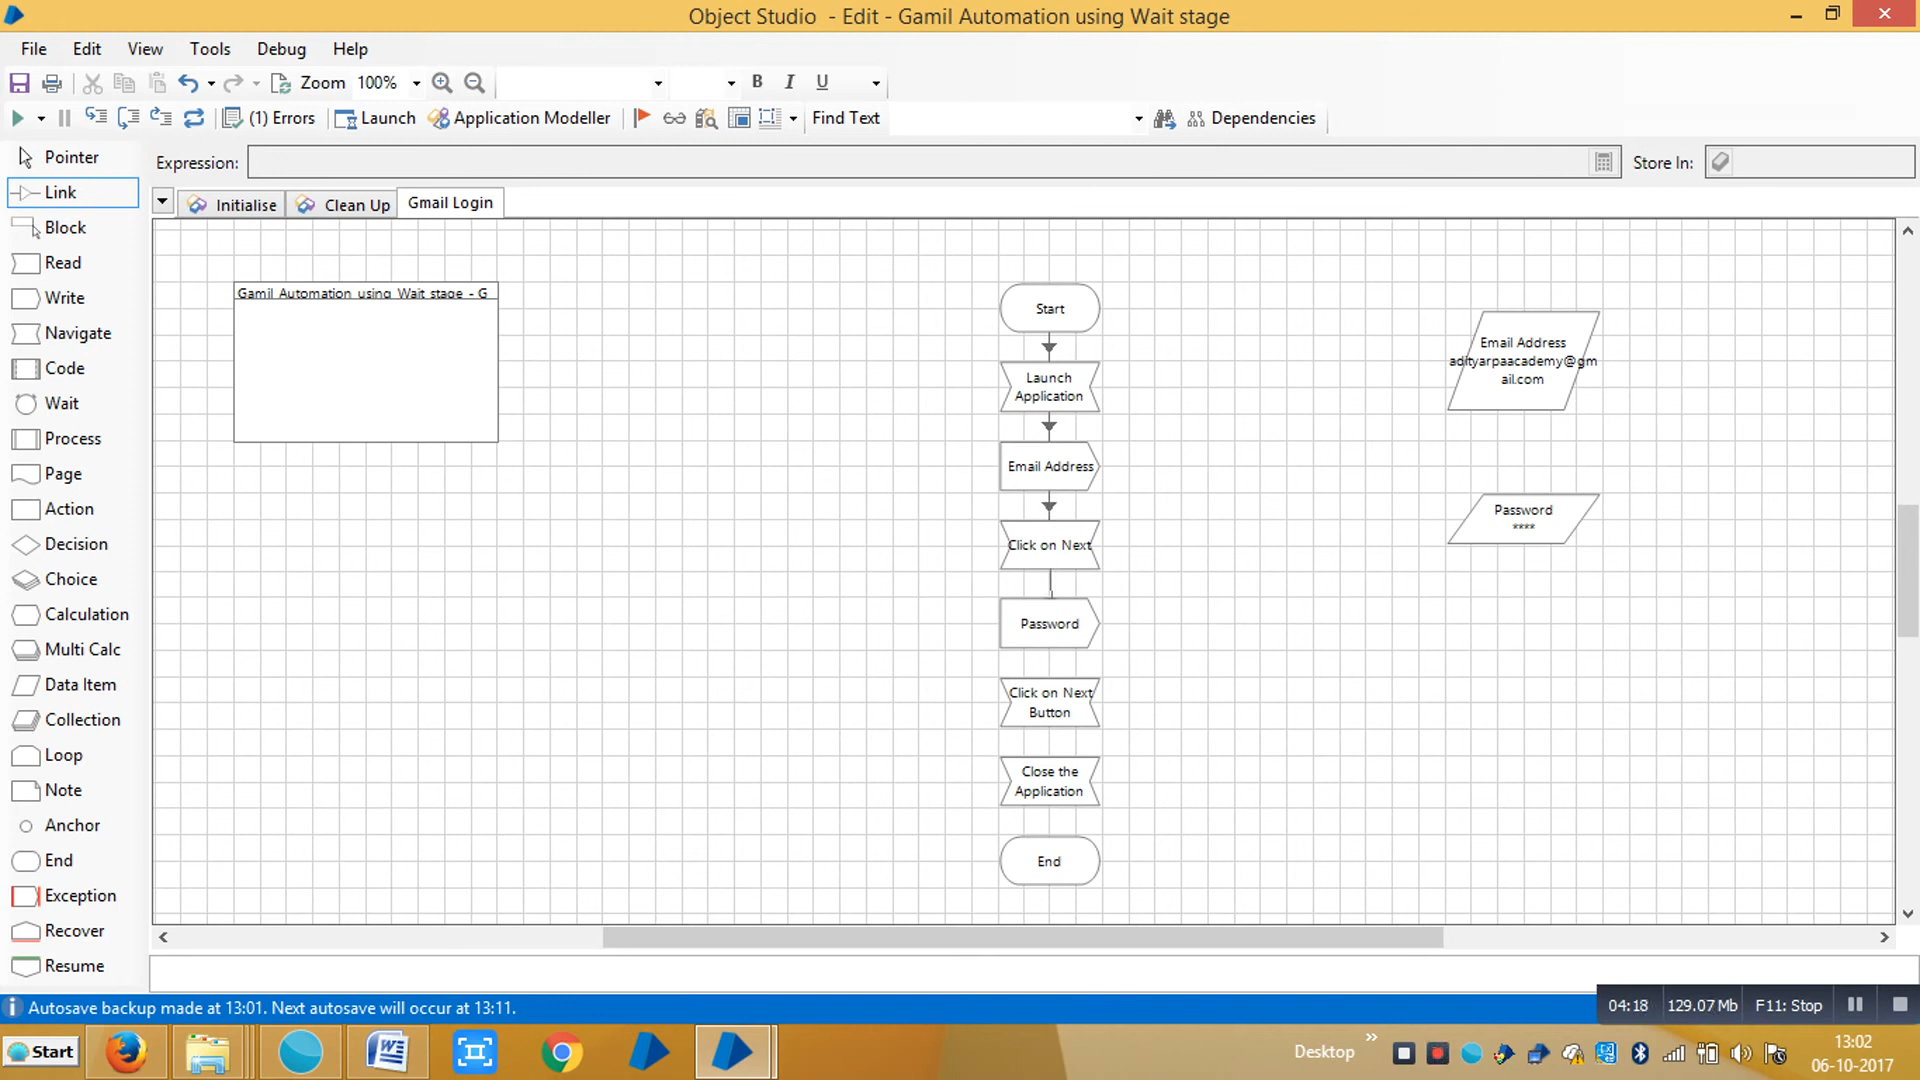 Object Studio  - Edit - Gamil Automation using Wait stage
File Edit View Tools Debug Help
Zoom 100% B I U
(1) Errors Launch Application Modeller Find Text Dependencies
Expression: Store In:
Initialise Clean Up Gmail Login
Pointer
Link
Block
Read
Write
Navigate
Code
Wait
Process
Page
Action
Decision
Choice
Calculation
Multi Calc
Data Item
Collection
Loop
Note
Anchor
End
Exception
Recover
Resume
Gamil Automation using Wait stage - G
Start
Launch
Application
Email Address
Click on Next
Password
Click on Next
Button
Close the
Application
End
Email Address
adityarpaacademy@gm
ail.com
Password
****
Autosave backup made at 13:01. Next autosave will occur at 13:11.
04:18 129.07 Mb F11: Stop
Start Desktop » 13:02
06-10-2017